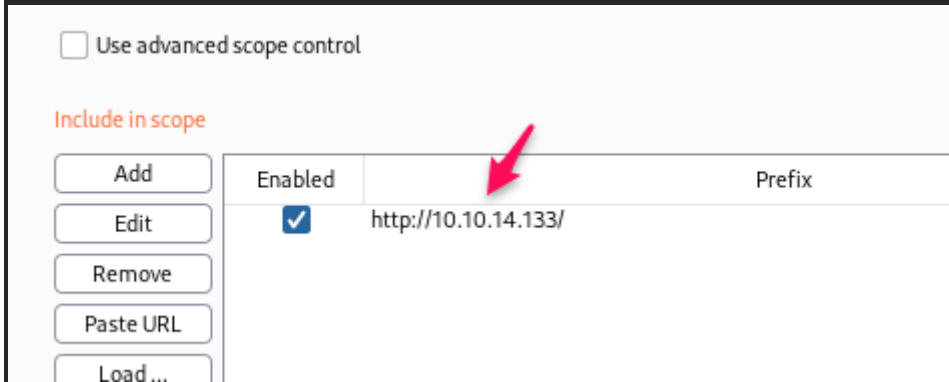 Use advanced scope control
Include in scope
Add
Enabled
Prefix
Edit
http://10.10.14.133/
Remove
Paste URL
Load ...